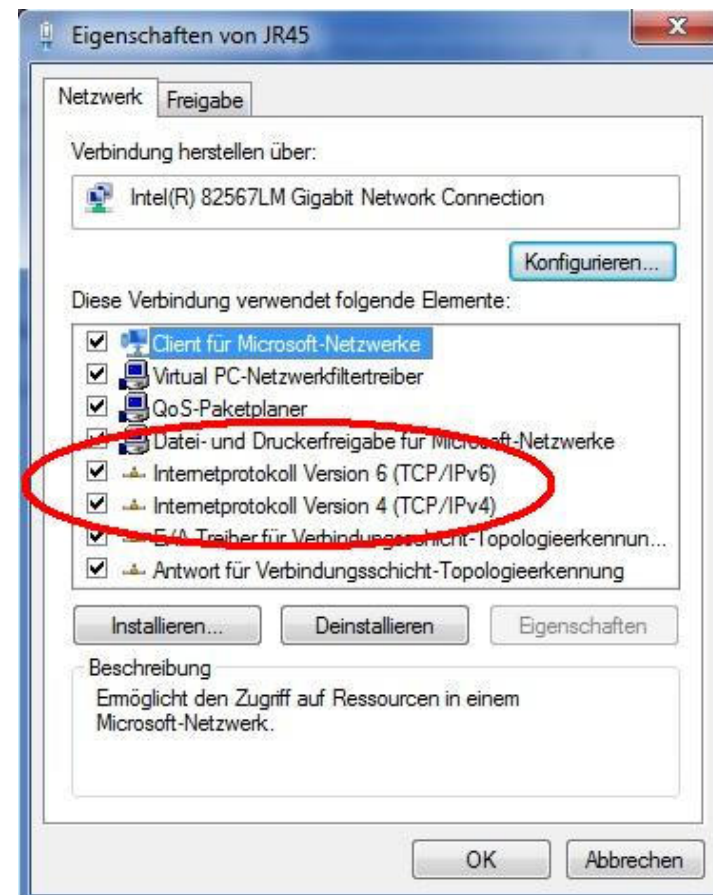 Eigenschaften von JR45
Netzwerk
Freigabe
Verbindung herstellen über:
Intel(R) 82567LM Gigabit Network Connection
Konfigurieren...
Diese Verbindung verwendet folgende Elemente:
Client für Microsoft-Netzwerke
Virtual PC-Netzwerkfiltertreiber
QoS-Paketplaner
Datei- und Druckerfreigabe für Microsoft-Netzwerke
Internetprotokoll Version 6 (TCP/IPv6)
Internetprotokoll Version 4 (TCP/IPv4)
E/A-Treiber für Verbindungsschicht-Topologieerkennun...
Antwort für Verbindungsschicht-Topologieerkennung
Installieren...
Deinstallieren
Eigenschaften
Beschreibung
Ermöglicht den Zugriff auf Ressourcen in einem
Microsoft-Netzwerk.
OK
Abbrechen